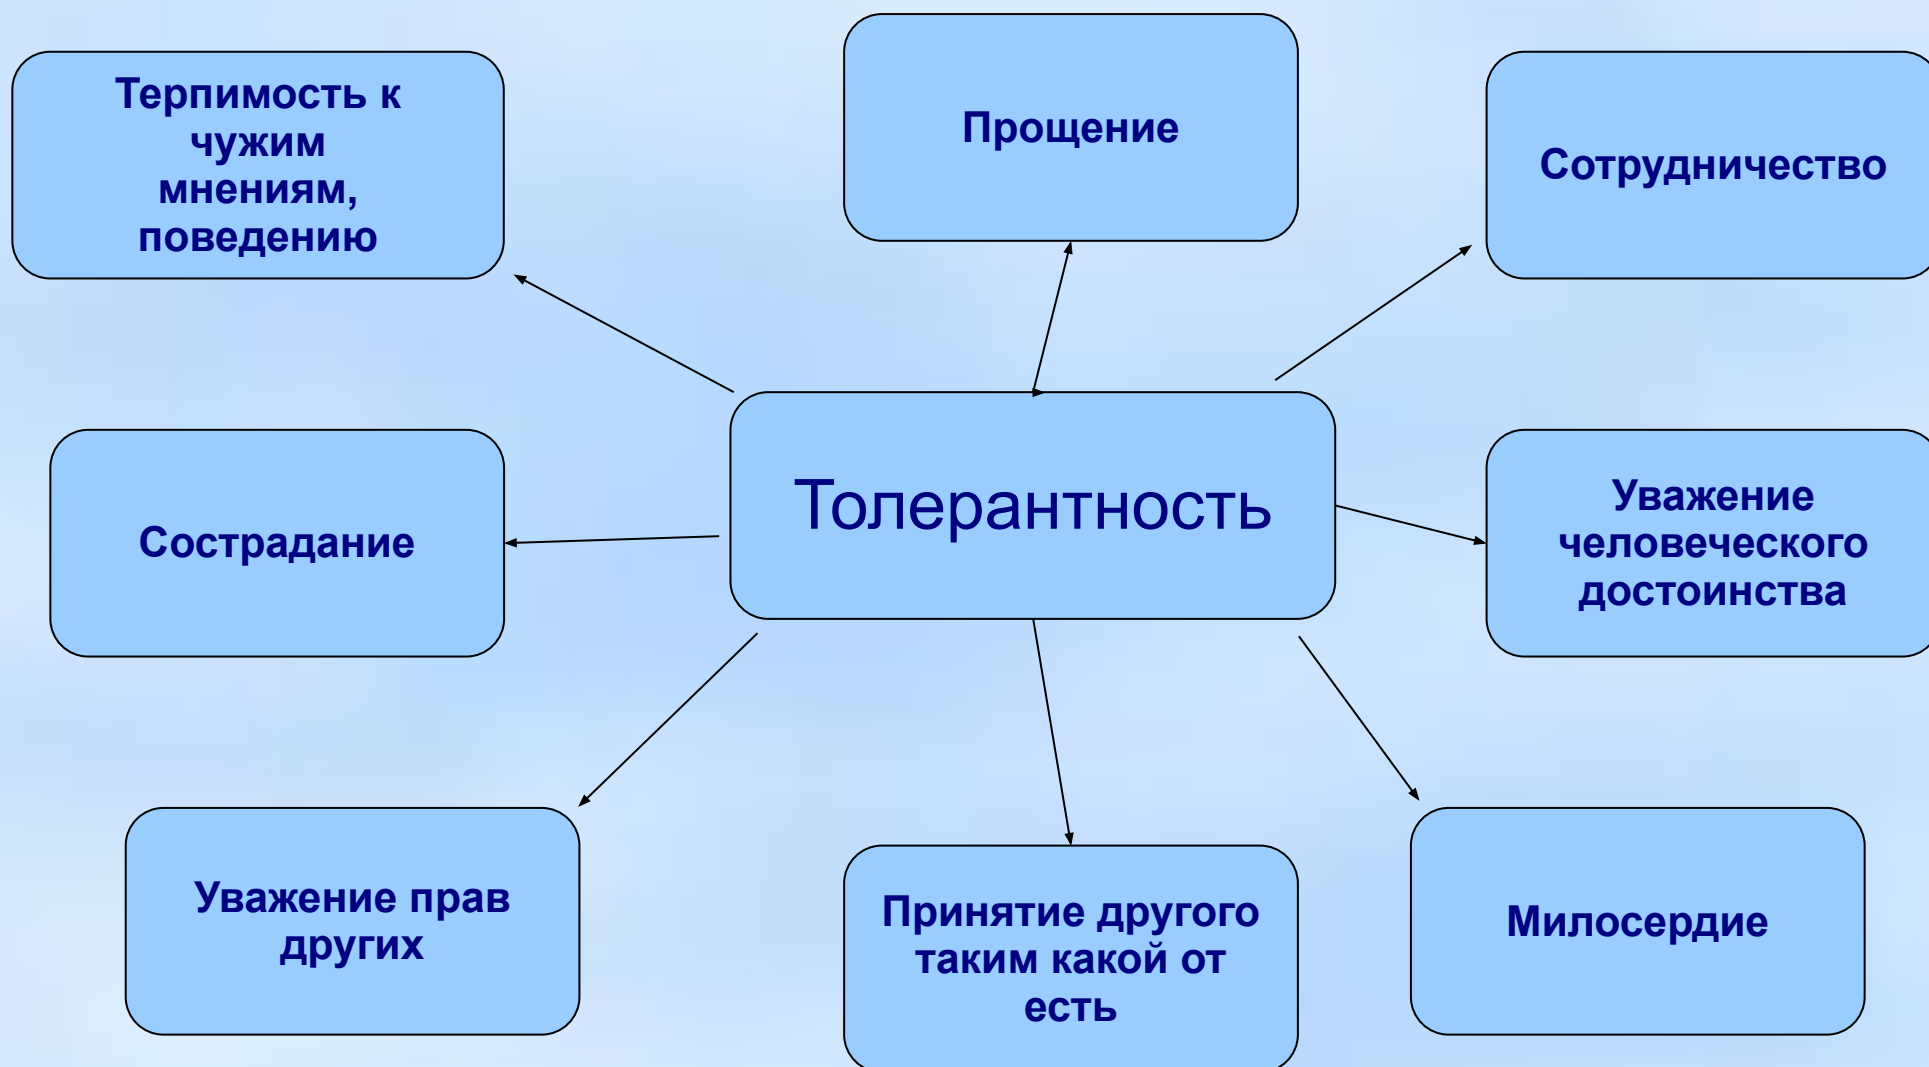 Терпимость к
чужим
мнениям,
поведению
Прощение
Сотрудничество
Сострадание
Толерантность
Уважение
человеческого
достоинства
Уважение прав
других
Принятие другого
таким какой от
есть
Милосердие